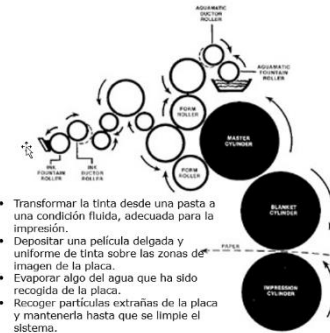 AQUAMATIC
DUCTOR
ROLLER
AQUAMATIC
FOUNTAIN
ROLLER
FORM
ROLLER
MASTER
CYLINDER
INK
FOUNTAIN
ROLLER
INK
DUCTOR
ROLLER
FORM
ROLLER
BLANKET
CYLINDER
PAPER
IMPRESSION
CYLINDER
• Transformar la tinta desde una pasta a
una condición fluida, adecuada para la
impresión.
• Depositar una película delgada y
uniforme de tinta sobre las zonas de
imagen de la placa.
• Evaporar algo del agua que ha sido
recogida de la placa.
• Recoger partículas extrañas de la placa
y mantenerla hasta que se limpie el
sistema.